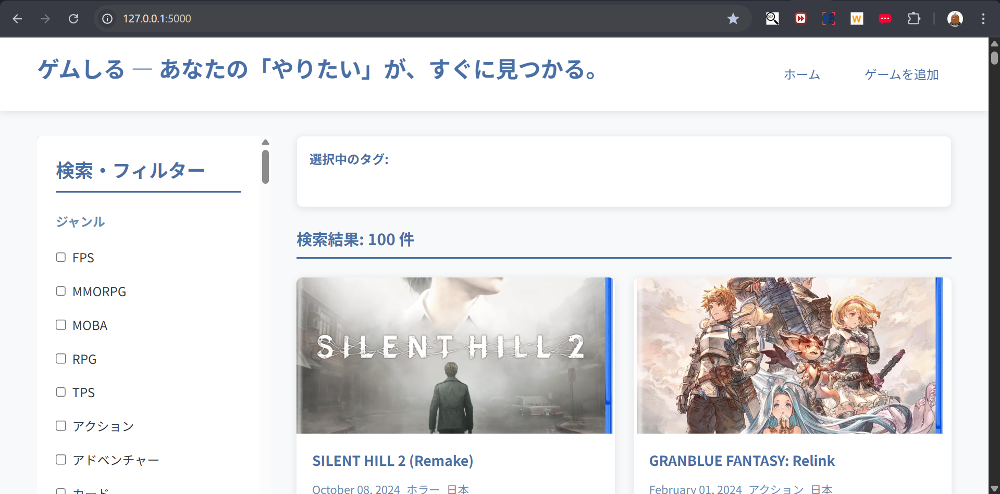 127.0.0.1:5000
ゲムしる ― あなたの「やりたい」が、すぐに見つかる。
ホーム
ゲームを追加
検索・フィルター
ジャンル
FPS
MMORPG
MOBA
RPG
TPS
アクション
アドベンチャー
カード
選択中のタグ:
検索結果: 100 件
SILENT HILL 2
SILENT HILL 2 (Remake)
October 08, 2024 ホラー 日本
GRANBLUE FANTASY: Relink
February 01, 2024 アクション 日本